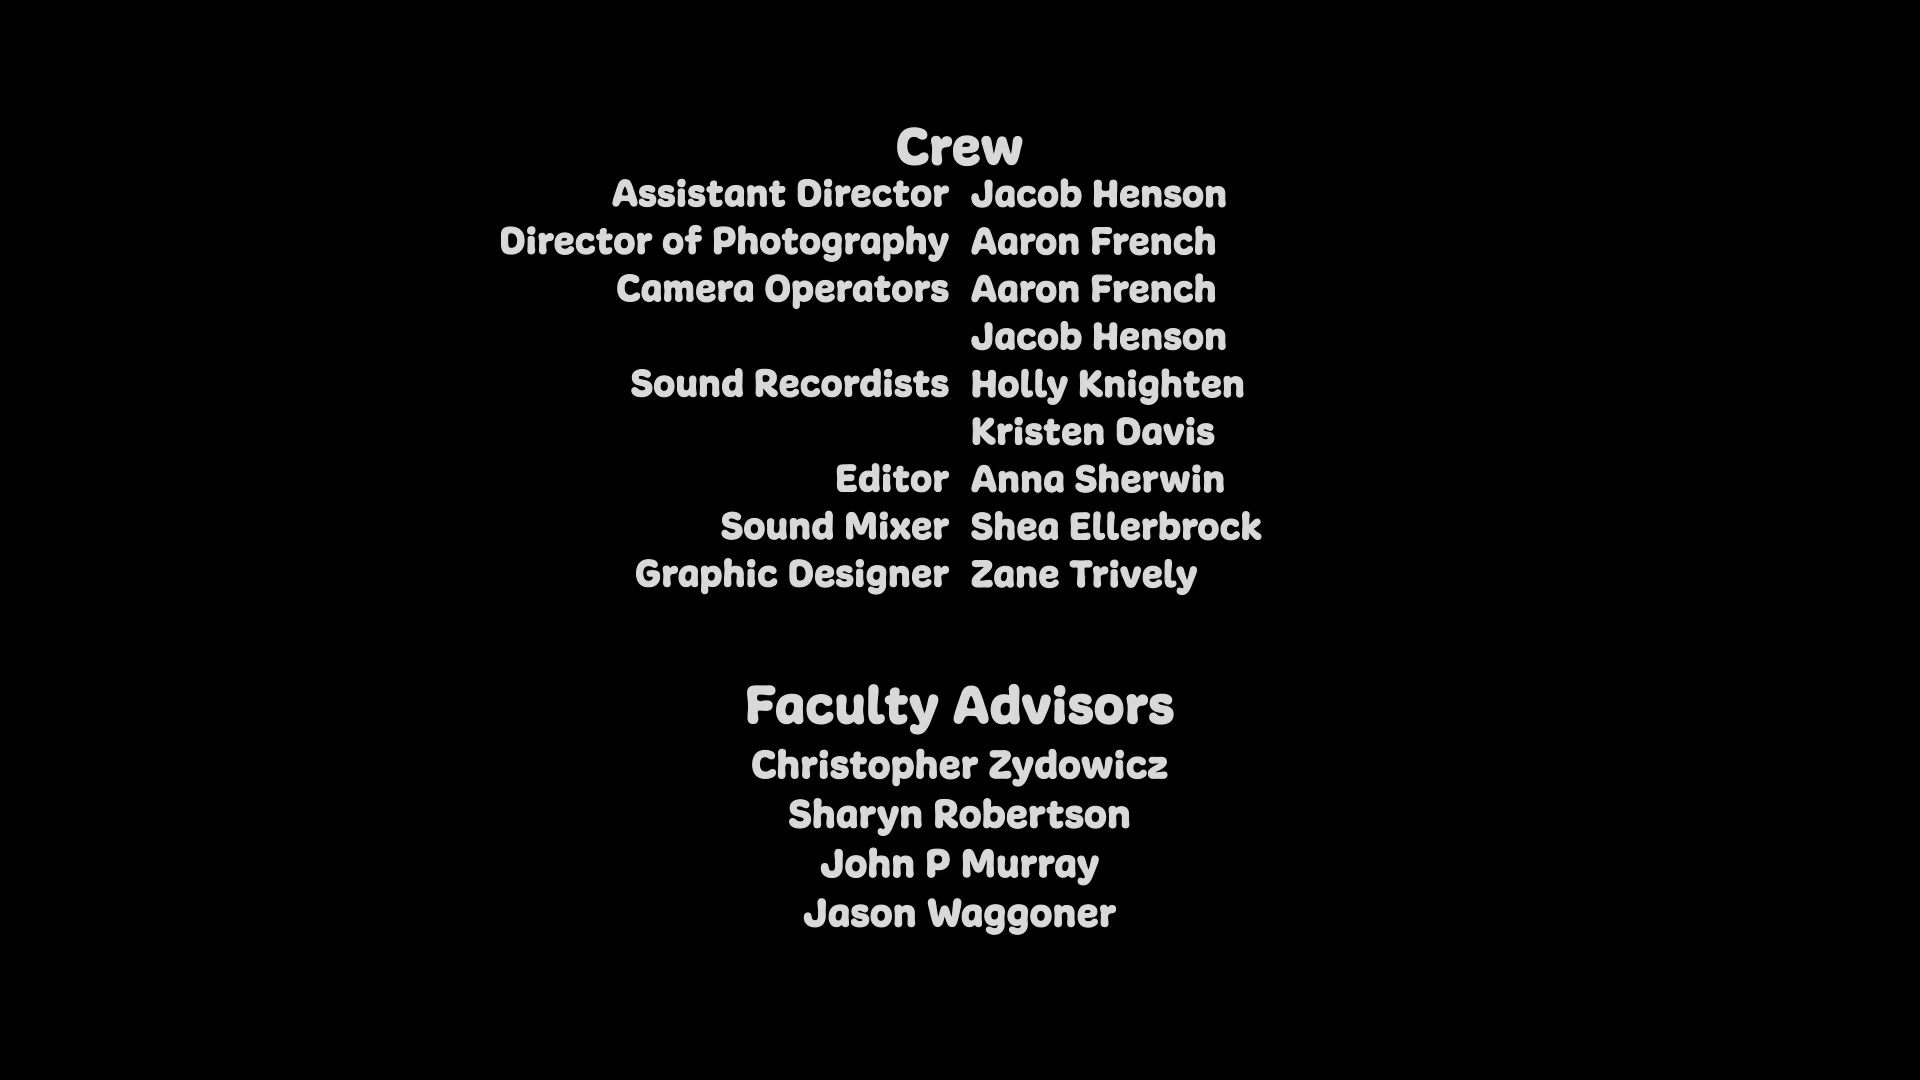 Crew
Assistant Director Jacob Henson
Director of Photography Aaron French
Camera Operators Aaron French
Jacob Henson
Sound Recordists Holly Knighten
Kristen Davis
Editor Anna Sherwin
Sound Mixer Shea Ellerbrock
Graphic Designer Zane Trively
Faculty Advisors
Christopher Zydowicz
Sharyn Robertson
John P Murray
Jason Waggoner